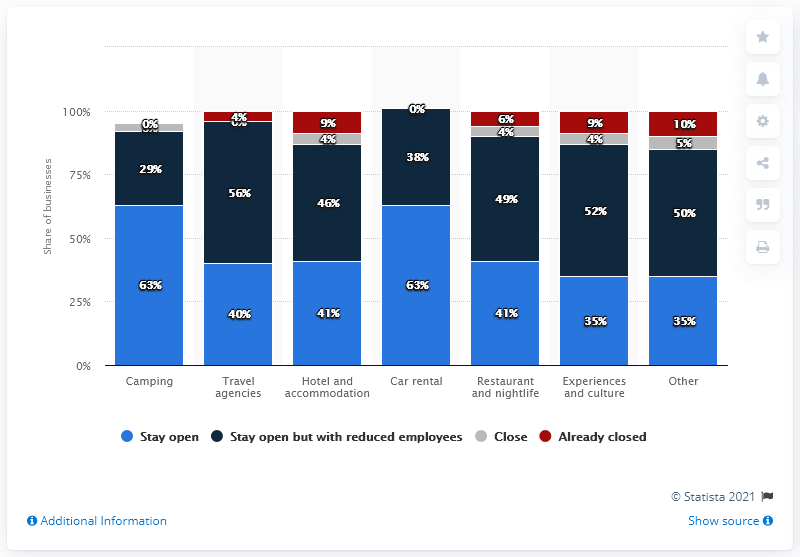 100%
75%
50%
25%
0%
Share of businesses
0%
29%
63%
4%
0%
56%
40%
9%
4%
46%
41%
0%
38%
63%
6%
4%
49%
41%
9%
4%
52%
35%
10%
5%
50%
35%
Camping
Travel
agencies
Hotel and
accommodation
Car rental
Restaurant
and nightlife
Experiences
and culture
Other
Stay open
Stay open but with reduced employees
Close
Already closed
© Statista 2021
Additional Information
Show source